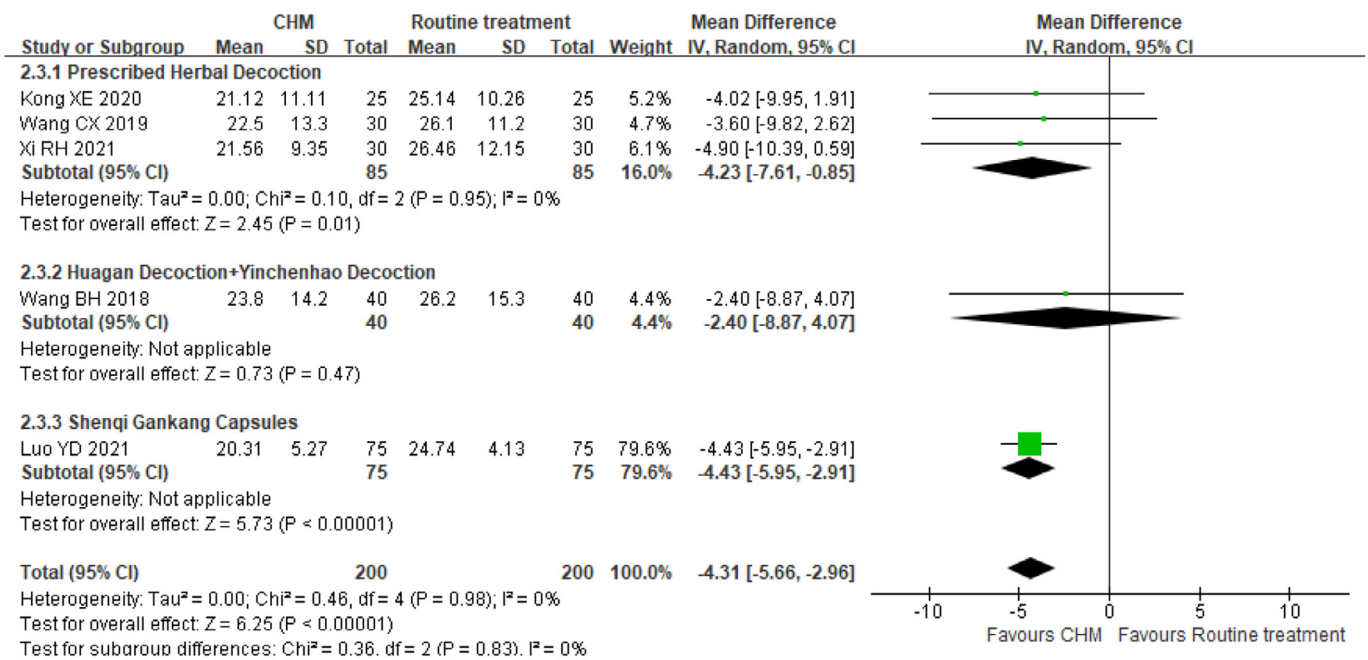 CHM Routine treatment Mean Difference Mean Difference
Study or Subgroup Mean SD Total Mean SD Total Weight IV, Random, 95% CI IV, Random, 95% CI
2.3.1 Prescribed Herbal Decoction
Kong XE 2020 21.12 11.11 25 25.14 10.26 25 5.2% -4.02 [-9.95, 1.91]
Wang CX 2019 22.5 13.3 30 26.1 11.2 30 4.7% -3.60 [-9.82, 2.62]
Xi RH 2021 21.56 9.35 30 26.46 12.15 30 6.1% -4.90 [-10.39, 0.59]
Subtotal (95% CI) 85 85 16.0% -4.23 [-7.61, -0.85]
Heterogeneity: Tau² = 0.00; Chi² = 0.10, df = 2 (P = 0.95); I² = 0%
Test for overall effect: Z = 2.45 (P = 0.01)
2.3.2 Huagan Decoction+Yinchenhao Decoction
Wang BH 2018 23.8 14.2 40 26.2 15.3 40 4.4% -2.40 [-8.87, 4.07]
Subtotal (95% CI) 40 40 4.4% -2.40 [-8.87, 4.07]
Heterogeneity: Not applicable
Test for overall effect: Z = 0.73 (P = 0.47)
2.3.3 Shenqi Gankang Capsules
Luo YD 2021 20.31 5.27 75 24.74 4.13 75 79.6% -4.43 [-5.95, -2.91]
Subtotal (95% CI) 75 75 79.6% -4.43 [-5.95, -2.91]
Heterogeneity: Not applicable
Test for overall effect: Z = 5.73 (P < 0.00001)
Total (95% CI) 200 200 100.0% -4.31 [-5.66, -2.96]
Heterogeneity: Tau² = 0.00; Chi² = 0.46, df = 4 (P = 0.98); I² = 0%
Test for overall effect: Z = 6.25 (P < 0.00001)
Test for subgroup differences: Chi² = 0.36, df = 2 (P = 0.83), I² = 0%
-10 -5 0 5 10
Favours CHM Favours Routine treatment